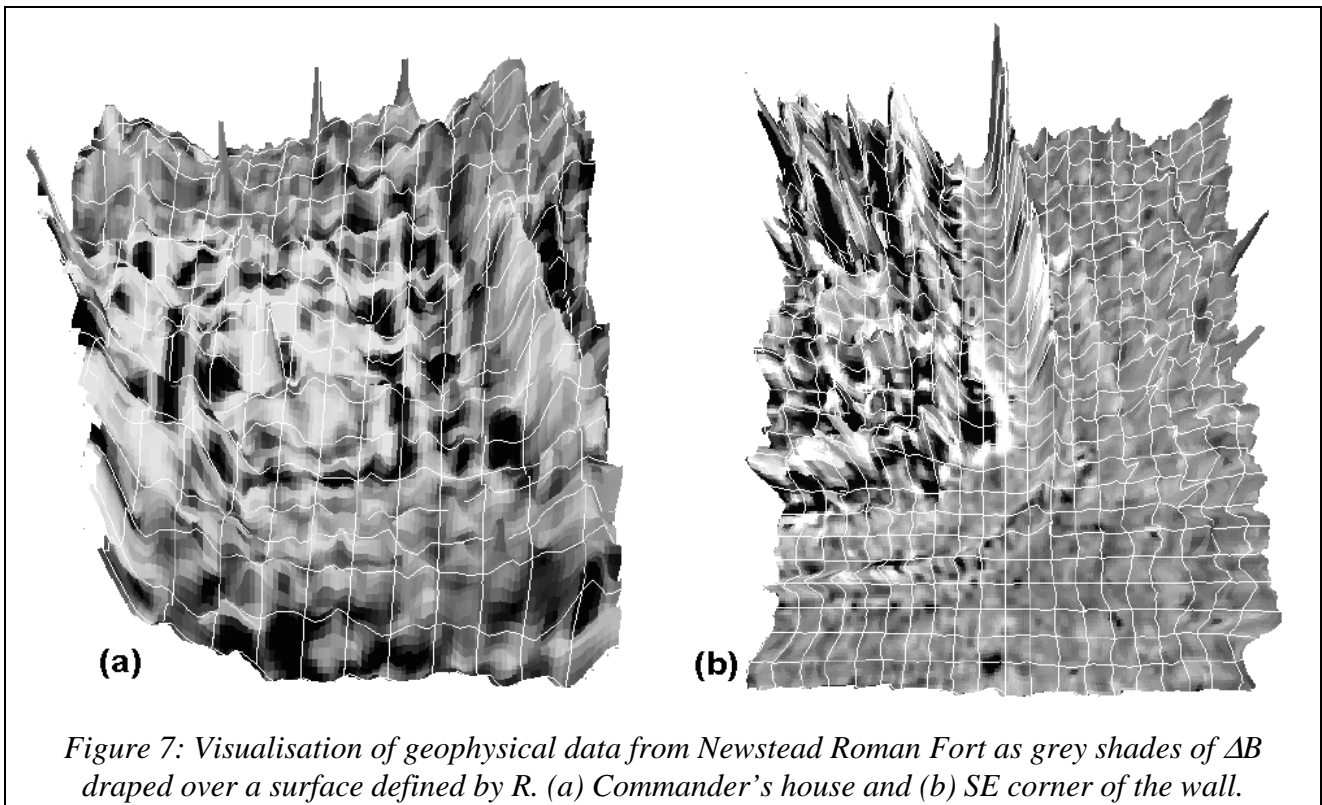 (a)
(b)
Figure 7: Visualisation of geophysical data from Newstead Roman Fort as grey shades of ΔB
draped over a surface defined by R. (a) Commander’s house and (b) SE corner of the wall.